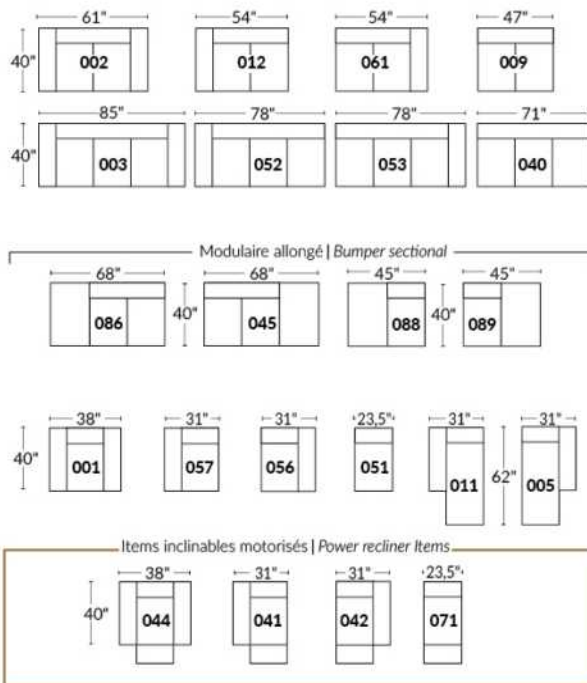 61" 54" 54" 47"
40" 002 012 061 009
85" 78" 78" 71"
40" 003 052 053 040
Modulaire allongé | Bumper sectional
68" 68" 45" 45"
086 40" 045 088 40" 089
38" 31" 31" 23,5" 31" 31"
40" 001 057 056 051 011 62" 005
Items inclinables motorisés | Power recliner Items
38" 31" 31" 23,5"
40" 044 041 042 071